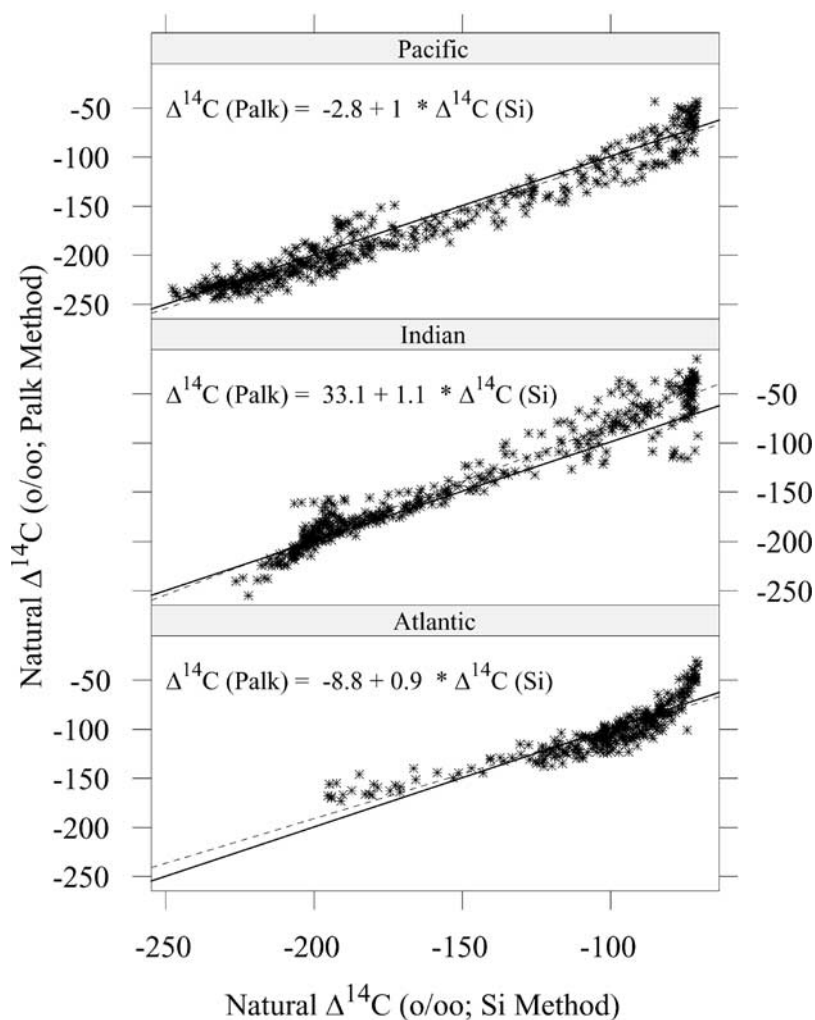 Pacific
Δ¹⁴C (Palk) = -2.8 + 1 * Δ¹⁴C (Si)
-50
-100
-150
-200
-250
Indian
Δ¹⁴C (Palk) = 33.1 + 1.1 * Δ¹⁴C (Si)
-50
-100
-150
-200
-250
Atlantic
Δ¹⁴C (Palk) = -8.8 + 0.9 * Δ¹⁴C (Si)
-50
-100
-150
-200
-250
-250 -200 -150 -100
Natural Δ¹⁴C (o/oo; Si Method)
Natural Δ¹⁴C (o/oo; Palk Method)